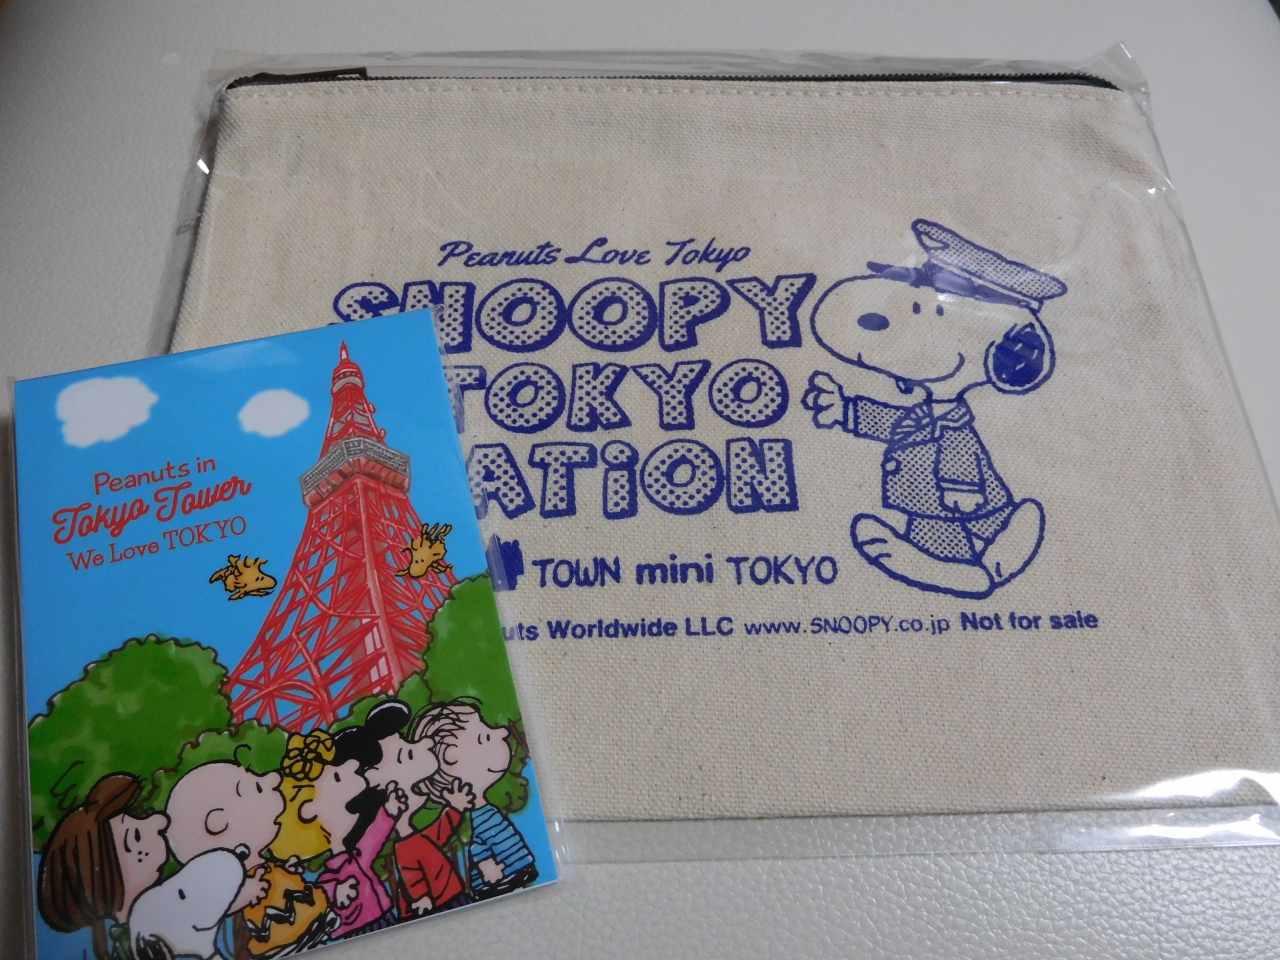 Peanuts Love Tokyo
SNOOPY
TOKYO
ATiON
TOWN mini TOKYO
uts Worldwide LLC www.SNOOPY.co.jp Not for sale
Peanuts in
Tokyo Tower
We Love TOKYO